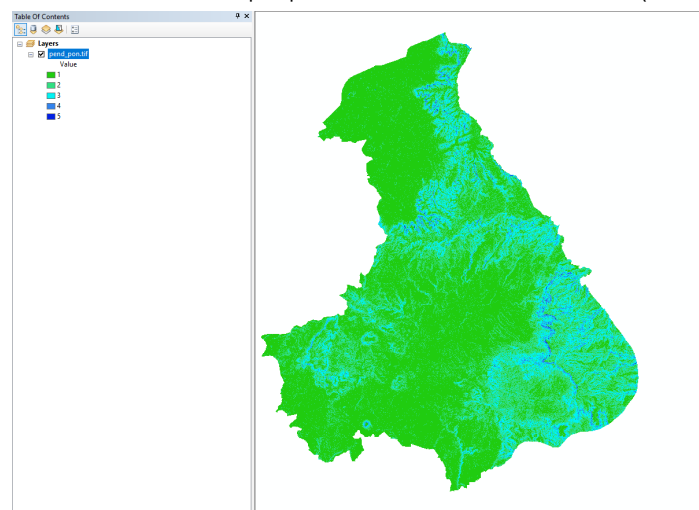 Table Of Contents
Layers
pend_pon.tif
Value
1
2
3
4
5